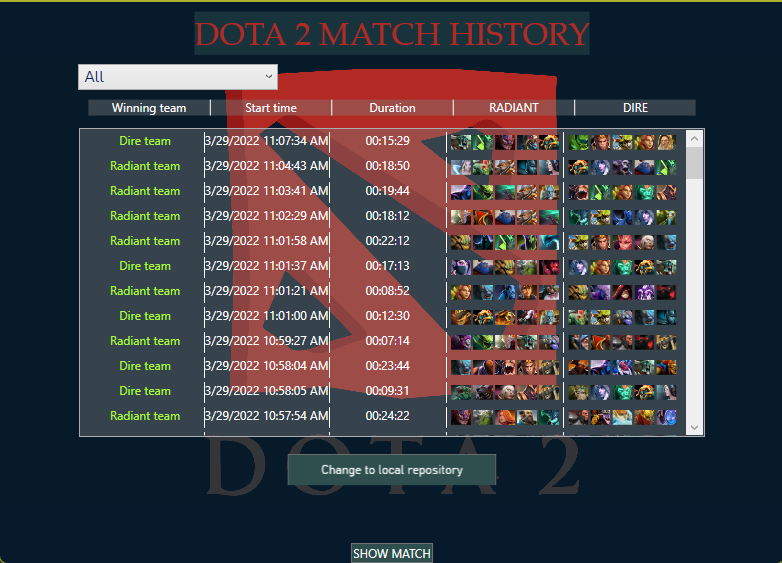 DOTA 2 MATCH HISTORY
All
Winning team Start time Duration RADIANT DIRE
Dire team 3/29/2022 11:07:34 AM 00:15:29
Radiant team 3/29/2022 11:04:43 AM 00:18:50
Radiant team 3/29/2022 11:03:41 AM 00:19:44
Radiant team 3/29/2022 11:02:29 AM 00:18:12
Radiant team 3/29/2022 11:01:58 AM 00:22:12
Dire team 3/29/2022 11:01:37 AM 00:17:13
Radiant team 3/29/2022 11:01:21 AM 00:08:52
Dire team 3/29/2022 11:01:00 AM 00:12:30
Radiant team 3/29/2022 10:59:27 AM 00:07:14
Dire team 3/29/2022 10:58:04 AM 00:23:44
Dire team 3/29/2022 10:58:05 AM 00:09:31
Radiant team 3/29/2022 10:57:54 AM 00:24:22
DOTA 2
Change to local repository
SHOW MATCH